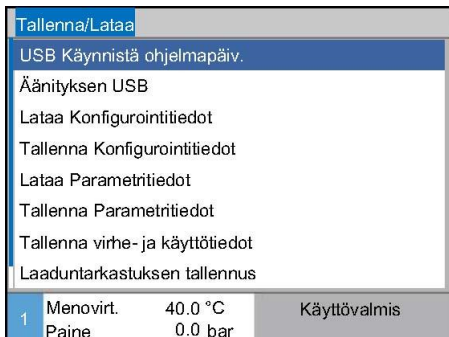 Tallenna/Lataa
USB Käynnistä ohjelmapäiv.
Äänityksen USB
Lataa Konfigurointitiedot
Tallenna Konfigurointitiedot
Lataa Parametritiedot
Tallenna Parametritiedot
Tallenna virhe- ja käyttötiedot
Laaduntarkastuksen tallennus
1 Menovirt. 40.0 °C Käyttövalmis
Paine 0.0 bar